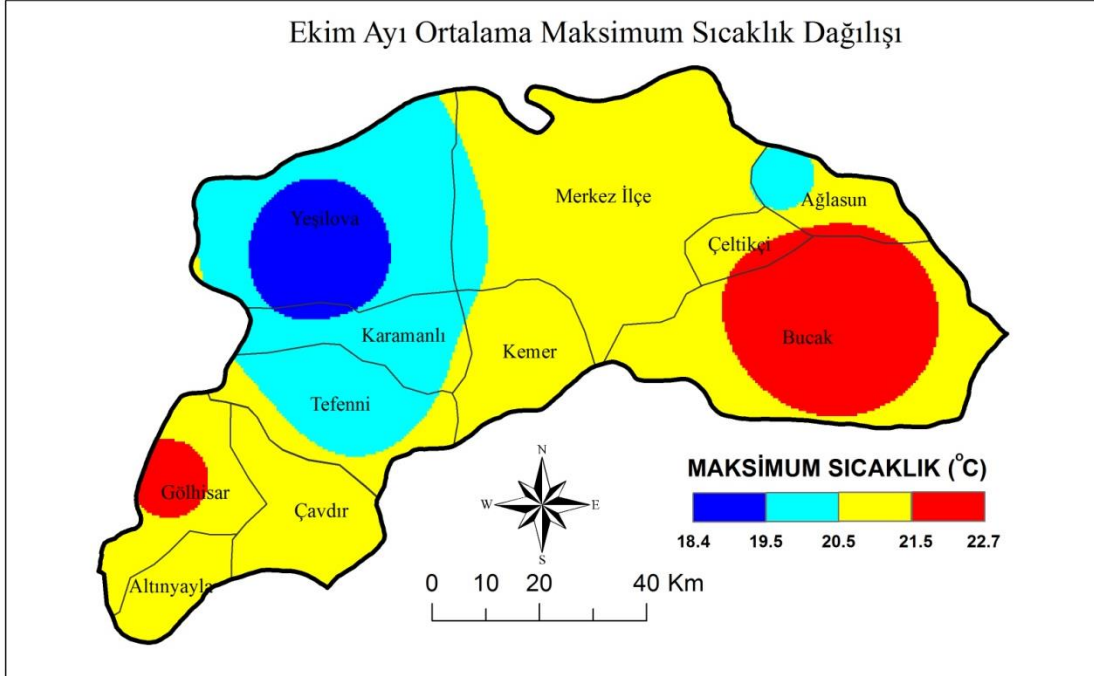 Ekim Ayı Ortalama Maksimum Sıcaklık Dağılışı
Merkez İlçe
Ağlasun
Yeşilova
Çeltikçi
Karamanlı
Kemer
Bucak
Tefenni
Gölhisar
Çavdır
Altınyayla
N
W
E
S
0 10 20 40 Km
MAKSİMUM SICAKLIK (°C)
18.4 19.5 20.5 21.5 22.7